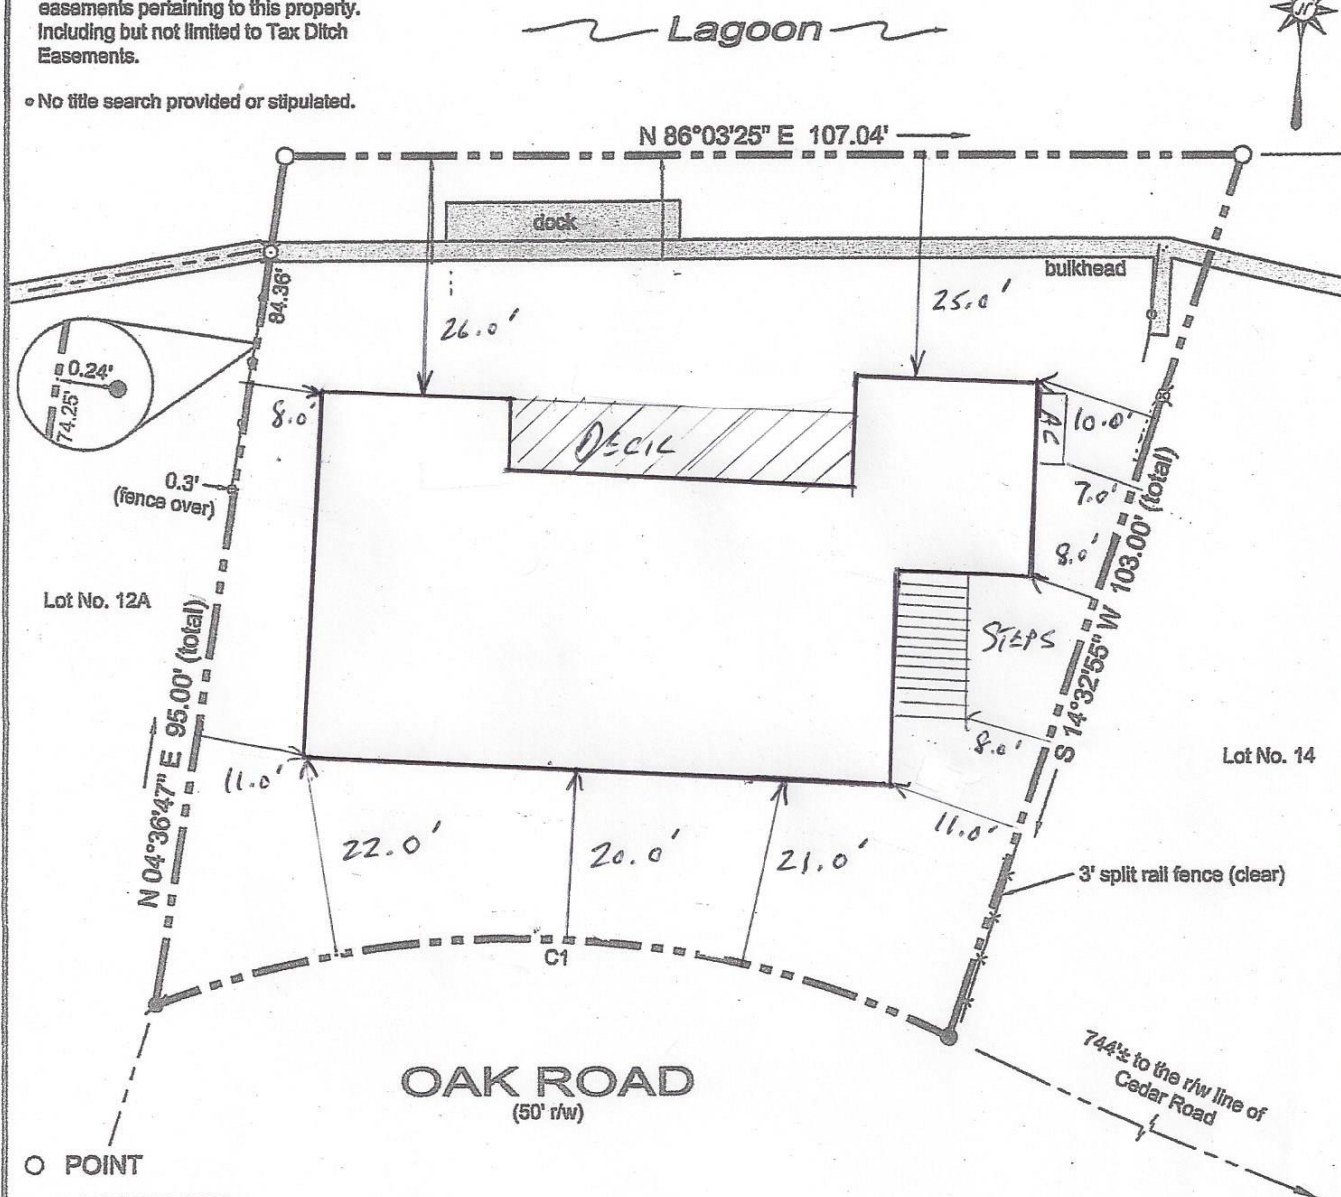 easements pertaining to this property.
Including but not limited to Tax Ditch
Easements.
No title search provided or stipulated.
Lagoon
N
N 86°03'25" E 107.04'
dock
bulkhead
84.36'
26.0'
25.0'
0.24'
74.25'
8.0'
DECK
AC
10.0'
7.0'
8.0'
0.3'
(fence over)
Lot No. 12A
STEPS
8.0'
N 04°36'47" E 95.00' (total)
S 14°32'55" W 103.00' (total)
Lot No. 14
11.0'
22.0'
20.0'
21.0'
11.0'
3' split rail fence (clear)
C1
OAK ROAD
(50' r/w)
744'± to the r/w line of
Cedar Road
POINT